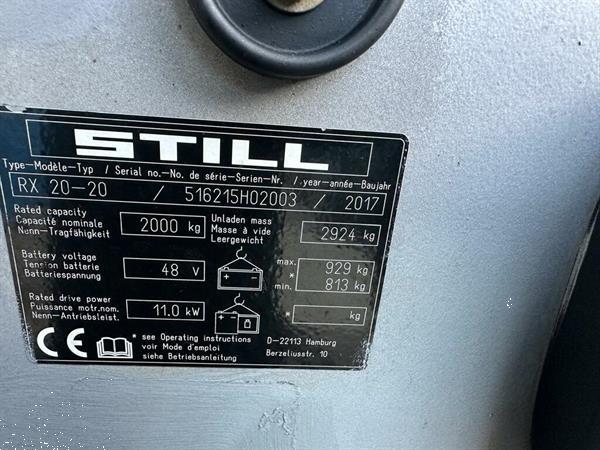 STILL
Type-Modèle-Typ / Serial no.-No. de série-Serien-Nr. / year-année-Baujahr
RX 20-20 / 516215H02003 / 2017
Rated capacity
Capacité nominale
Nenn-Tragfähigkeit
2000 kg
Unladen mass
Masse à vide
Leergewicht
2924 kg
Battery voltage
Tension batterie
Batteriespannung
48 V
max. 929 kg
*
min. 813 kg
Rated drive power
Puissance motr.nom.
Nenn-Antriebsleist.
11.0 kW
* kg
CE
* see Operating instructions
voir Mode d'emploi
siehe Betriebsanleitung
D-22113 Hamburg
Berzeliusstr. 10